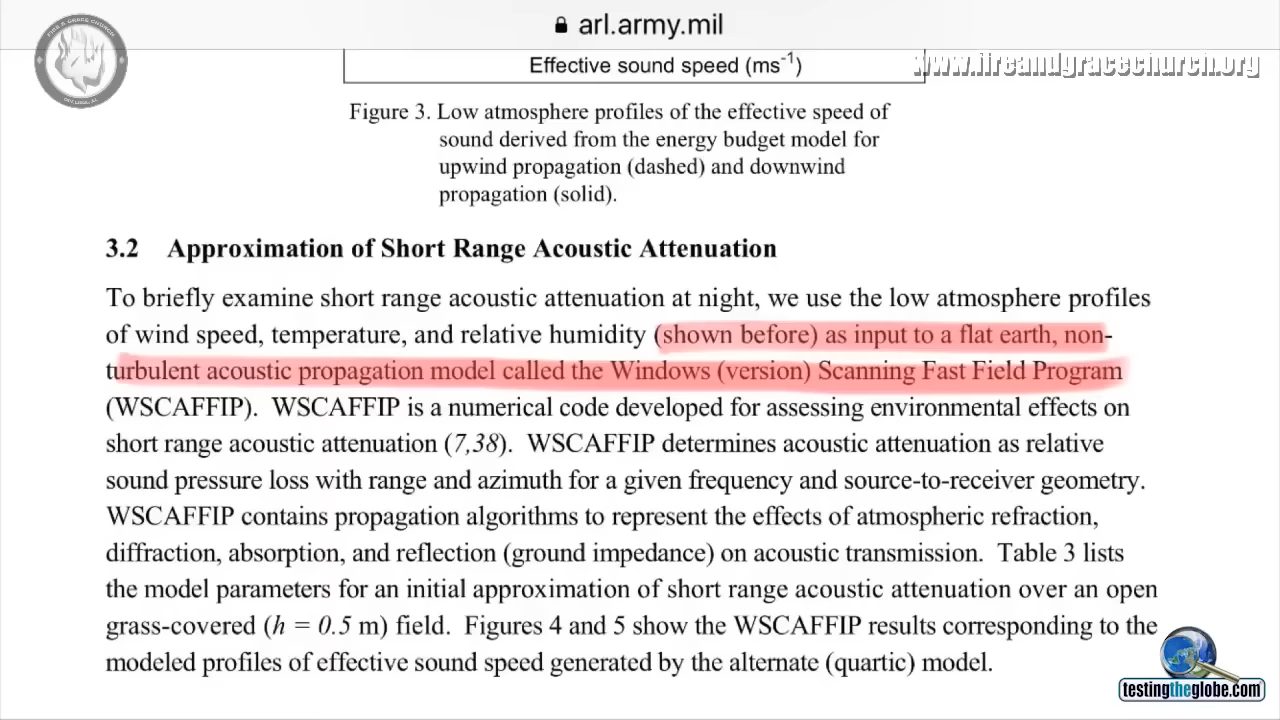 arl.army.mil
FIRE & GRACE CHURCH
www.fireandgracechurch.org
Effective sound speed (ms-1)
Figure 3. Low atmosphere profiles of the effective speed of
sound derived from the energy budget model for
upwind propagation (dashed) and downwind
propagation (solid).
3.2 Approximation of Short Range Acoustic Attenuation
To briefly examine short range acoustic attenuation at night, we use the low atmosphere profiles
of wind speed, temperature, and relative humidity (shown before) as input to a flat earth, non-
turbulent acoustic propagation model called the Windows (version) Scanning Fast Field Program
(WSCAFFIP). WSCAFFIP is a numerical code developed for assessing environmental effects on
short range acoustic attenuation (7,38). WSCAFFIP determines acoustic attenuation as relative
sound pressure loss with range and azimuth for a given frequency and source-to-receiver geometry.
WSCAFFIP contains propagation algorithms to represent the effects of atmospheric refraction,
diffraction, absorption, and reflection (ground impedance) on acoustic transmission. Table 3 lists
the model parameters for an initial approximation of short range acoustic attenuation over an open
grass-covered (h = 0.5 m) field. Figures 4 and 5 show the WSCAFFIP results corresponding to the
modeled profiles of effective sound speed generated by the alternate (quartic) model.
testingtheglobe.com